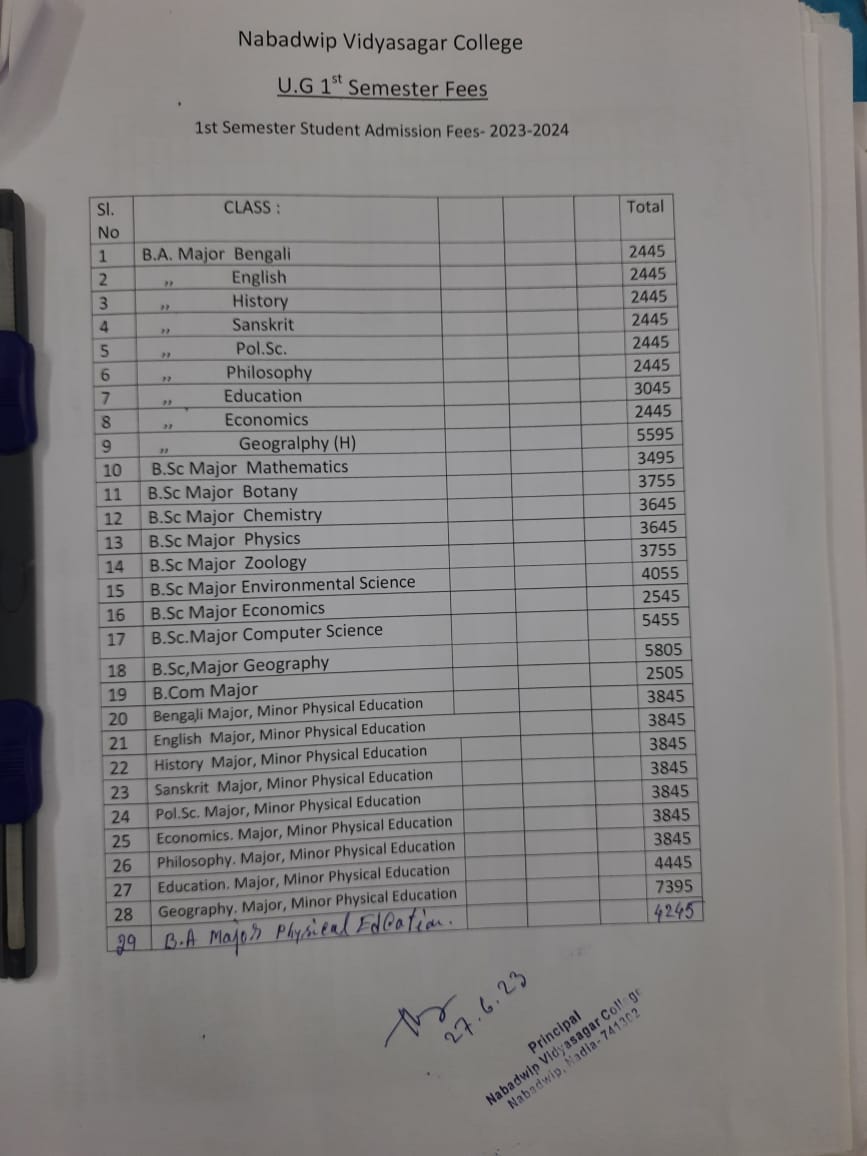 Nabadwip Vidyasagar College
U.G 1st Semester Fees
1st Semester Student Admission Fees- 2023-2024
Sl. No CLASS : Total
1 B.A. Major Bengali 2445
2 ,, English 2445
3 ,, History 2445
4 ,, Sanskrit 2445
5 ,, Pol.Sc. 2445
6 ,, Philosophy 2445
7 ,, Education 3045
8 ,, Economics 2445
9 ,, Geogralphy (H) 5595
10 B.Sc Major Mathematics 3495
11 B.Sc Major Botany 3755
12 B.Sc Major Chemistry 3645
13 B.Sc Major Physics 3645
14 B.Sc Major Zoology 3755
15 B.Sc Major Environmental Science 4055
16 B.Sc Major Economics 2545
17 B.Sc.Major Computer Science 5455
18 B.Sc,Major Geography 5805
19 B.Com Major 2505
20 Bengali Major, Minor Physical Education 3845
21 English Major, Minor Physical Education 3845
22 History Major, Minor Physical Education 3845
23 Sanskrit Major, Minor Physical Education 3845
24 Pol.Sc. Major, Minor Physical Education 3845
25 Economics. Major, Minor Physical Education 3845
26 Philosophy. Major, Minor Physical Education 3845
27 Education. Major, Minor Physical Education 4445
28 Geography. Major, Minor Physical Education 7395
29 B.A Major Physical Edcation. 4245
27.6.23
Principal
Nabadwip Vidyasagar College
Nabadwip, Nadia- 741302